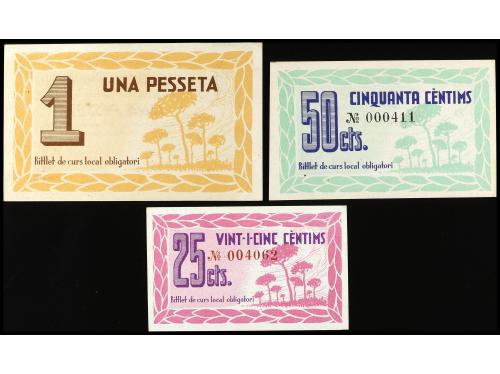 1
UNA PESSETA
Bitllet de curs local obligatori
50 cts.
CINQUANTA CÈNTIMS
№ 000411
Bitllet de curs local obligatori
25 cts.
VINT-I-CINC CÈNTIMS
№ 004062
Bitllet de curs local obligatori